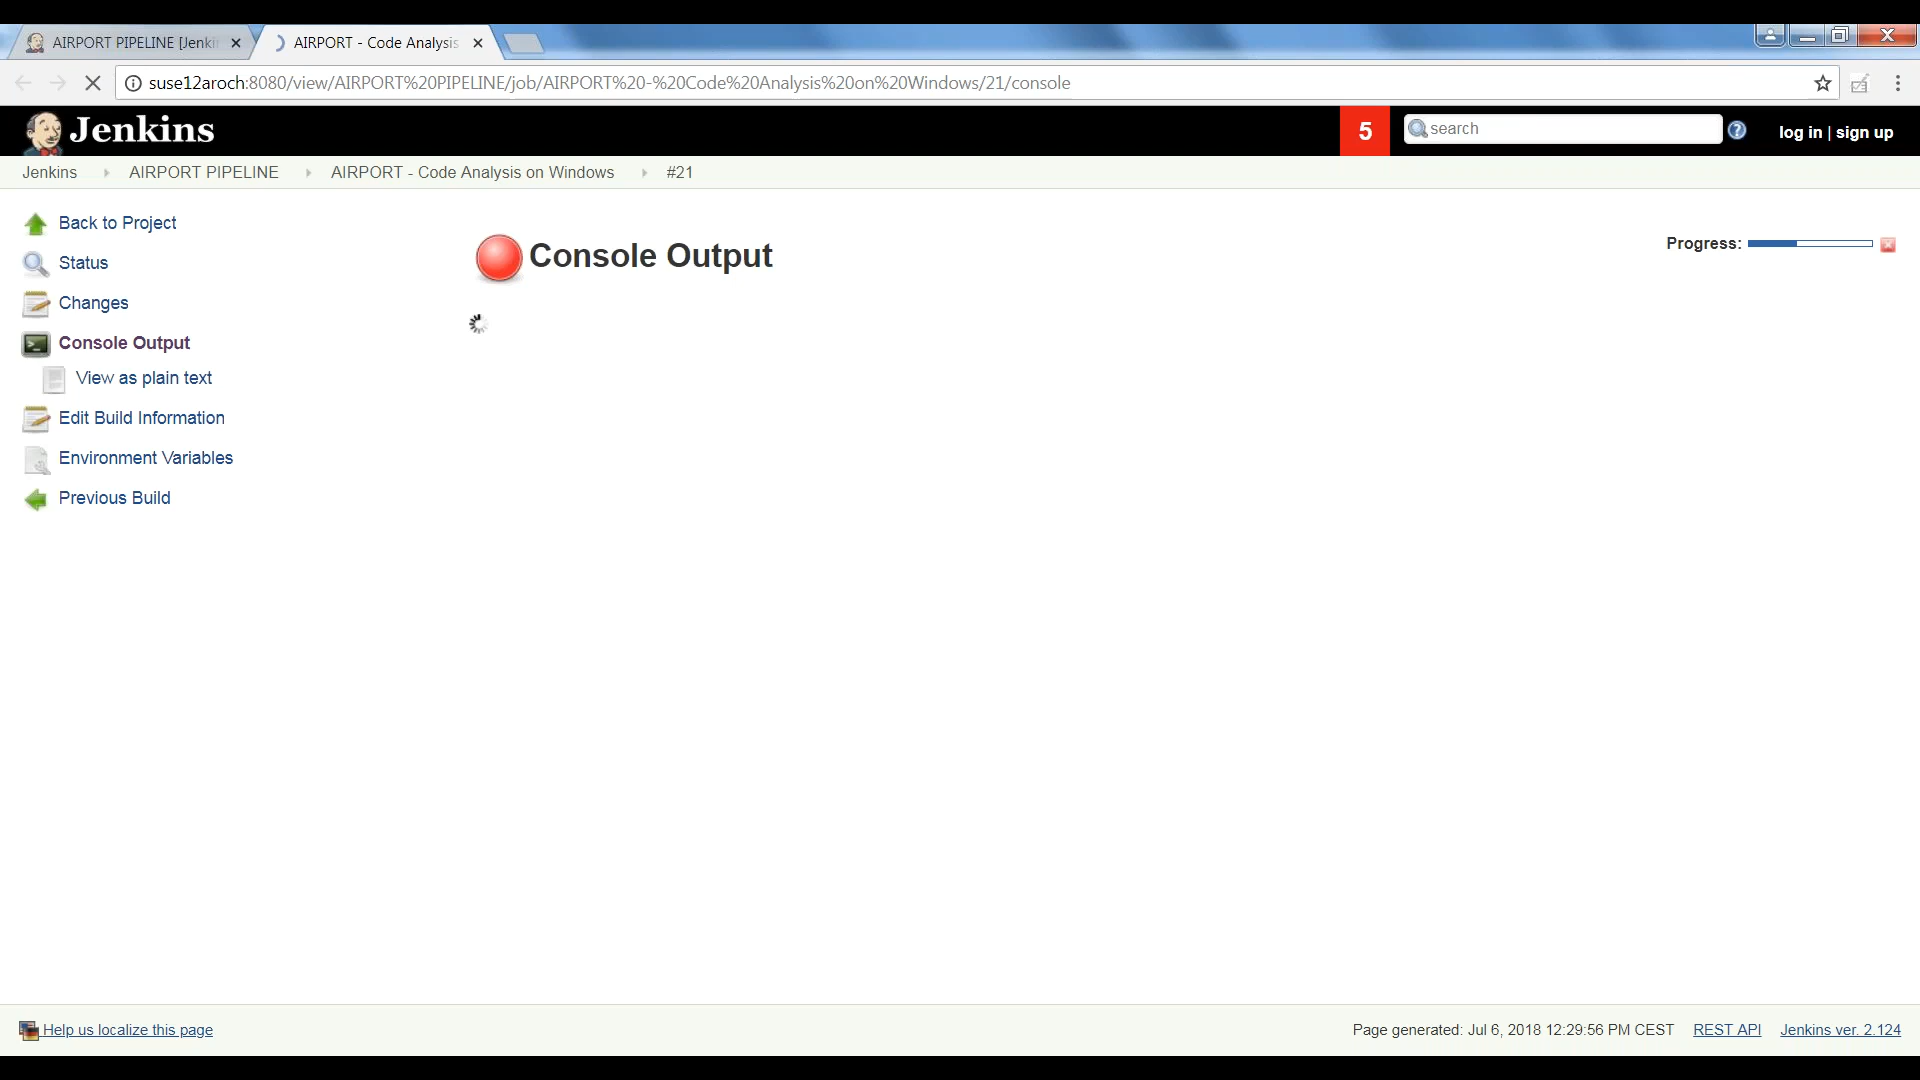 AIRPORT PIPELINE [Jenki
AIRPORT - Code Analysis
suse12aroch:8080/view/AIRPORT%20PIPELINE/job/AIRPORT%20-%20Code%20Analysis%20on%20Windows/21/console
Jenkins
5
search
log in | sign up
Jenkins
AIRPORT PIPELINE
AIRPORT - Code Analysis on Windows
#21
Back to Project
Status
Changes
Console Output
View as plain text
Edit Build Information
Environment Variables
Previous Build
Console Output
Progress:
Help us localize this page
Page generated: Jul 6, 2018 12:29:56 PM CEST
REST API
Jenkins ver. 2.124